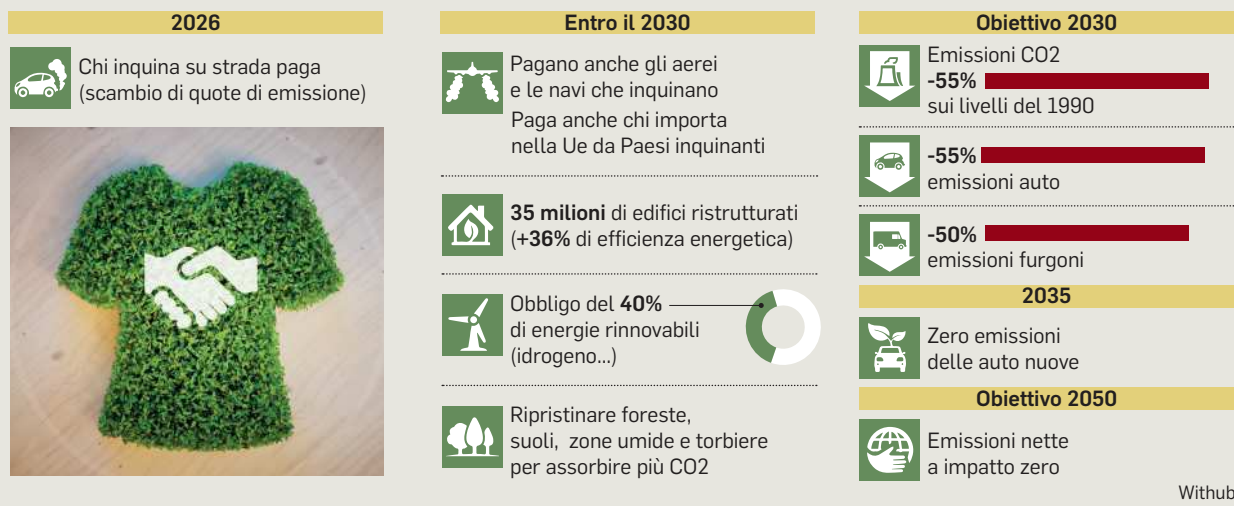 2026
Chi inquina su strada paga
(scambio di quote di emissione)
Entro il 2030
Pagano anche gli aerei
e le navi che inquinano
Paga anche chi importa
nella Ue da Paesi inquinanti
35 milioni di edifici ristrutturati
(+36% di efficienza energetica)
Obbligo del 40%
di energie rinnovabili
(idrogeno...)
Ripristinare foreste,
suoli, zone umide e torbiere
per assorbire più CO2
Obiettivo 2030
Emissioni CO2
-55%
sui livelli del 1990
-55%
emissioni auto
-50%
emissioni furgoni
2035
Zero emissioni
delle auto nuove
Obiettivo 2050
Emissioni nette
a impatto zero
Withub